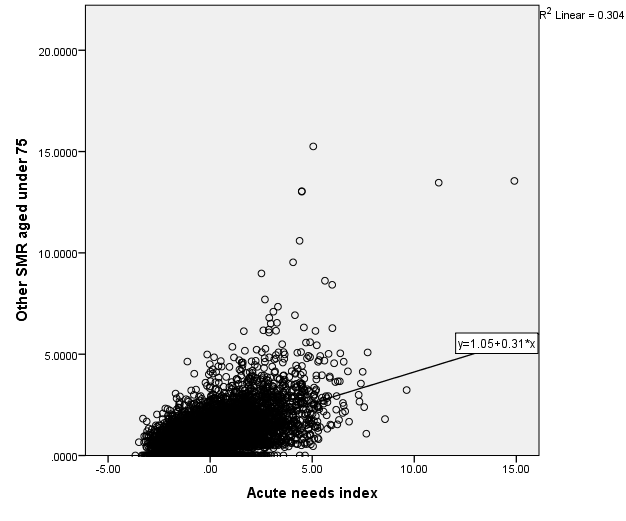 R2 Linear = 0.304
20.0000
15.0000
10.0000
5.0000
.0000
Other SMR aged under 75
y=1.05+0.31*x
-5.00 .00 5.00 10.00 15.00
Acute needs index